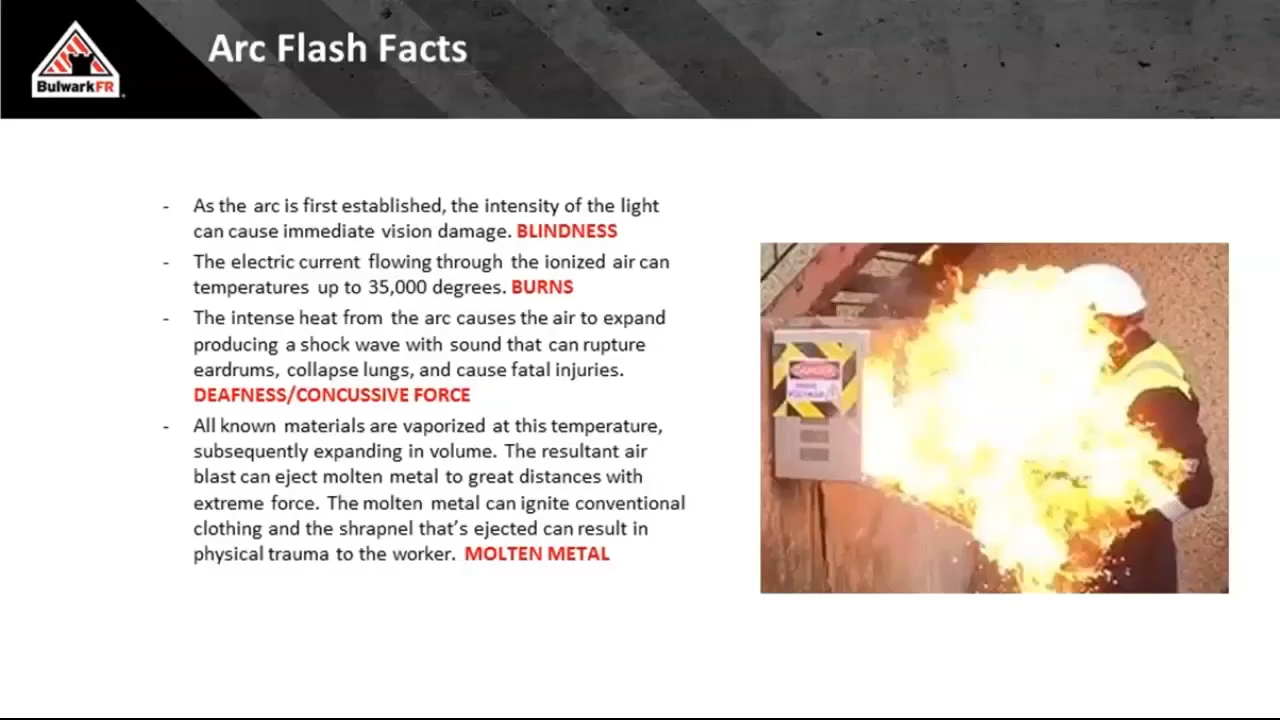 BulwarkFR
Arc Flash Facts
- As the arc is first established, the intensity of the light
can cause immediate vision damage. BLINDNESS
- The electric current flowing through the ionized air can
temperatures up to 35,000 degrees. BURNS
- The intense heat from the arc causes the air to expand
producing a shock wave with sound that can rupture
eardrums, collapse lungs, and cause fatal injuries.
DEAFNESS/CONCUSSIVE FORCE
- All known materials are vaporized at this temperature,
subsequently expanding in volume. The resultant air
blast can eject molten metal to great distances with
extreme force. The molten metal can ignite conventional
clothing and the shrapnel that's ejected can result in
physical trauma to the worker. MOLTEN METAL
DANGER